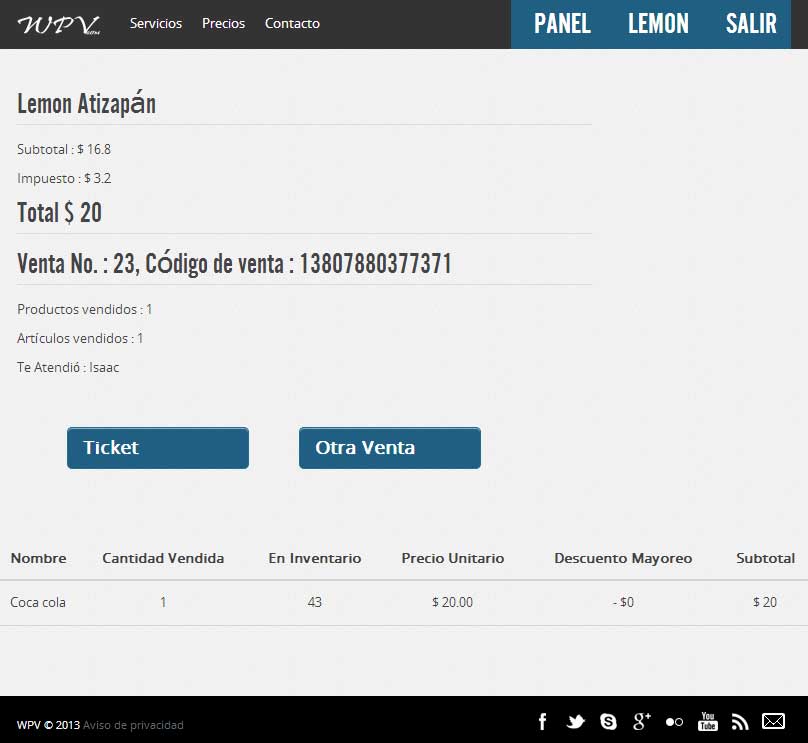 WPV Servicios Precios Contacto PANEL LEMON SALIR
Lemon Atizapán
Subtotal : $ 16.8
Impuesto : $ 3.2
Total $ 20
Venta No. : 23, Código de venta : 13807880377371
Productos vendidos : 1
Artículos vendidos : 1
Te Atendió : Isaac
Ticket Otra Venta
Nombre Cantidad Vendida En Inventario Precio Unitario Descuento Mayoreo Subtotal
Coca cola 1 43 $ 20.00 - $0 $ 20
WPV © 2013 Aviso de privacidad f S g+ You Tube